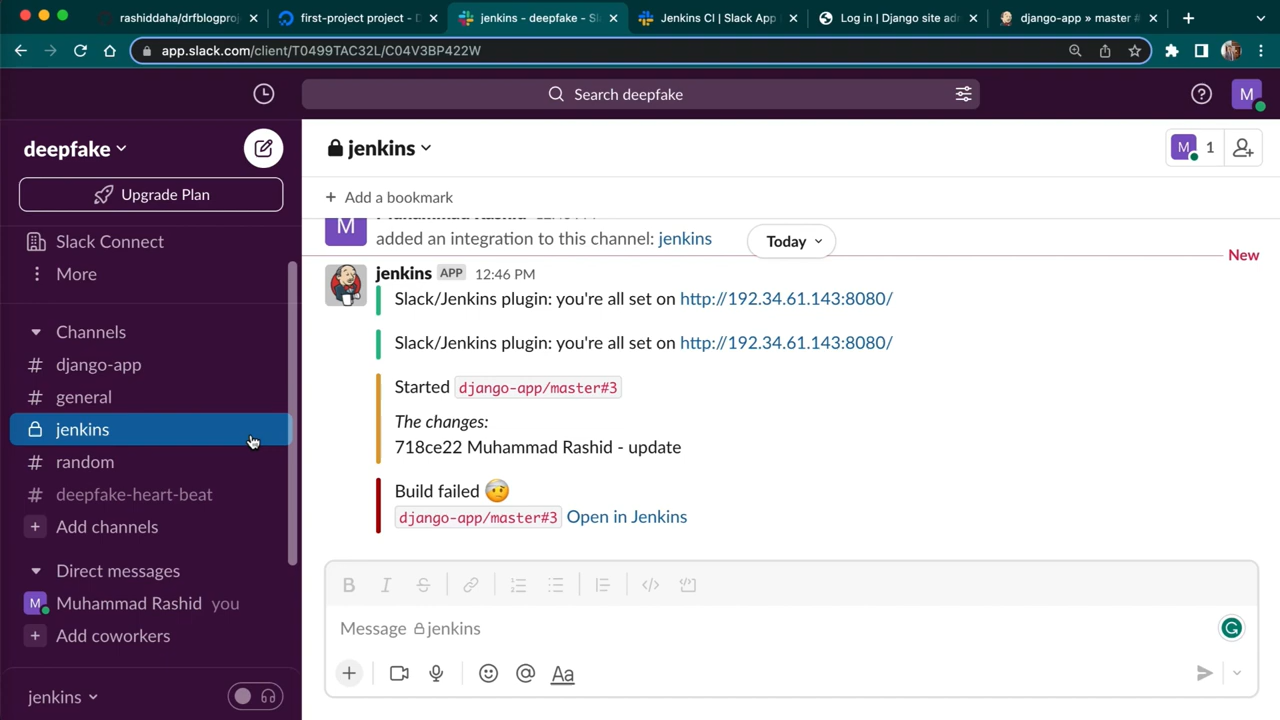 rashiddaha/drfblogproj
first-project project - D
jenkins - deepfake - Sl
Jenkins CI | Slack App
Log in | Django site ad
django-app » master #
app.slack.com/client/T0499TAC32L/C04V3BP422W
Search deepfake
M
deepfake
Upgrade Plan
Slack Connect
More
Channels
# django-app
# general
jenkins
# random
# deepfake-heart-beat
+ Add channels
Direct messages
M Muhammad Rashid you
+ Add coworkers
jenkins
jenkins
M 1
+ Add a bookmark
M
added an integration to this channel: jenkins
Today
New
jenkins APP 12:46 PM
Slack/Jenkins plugin: you're all set on http://192.34.61.143:8080/
Slack/Jenkins plugin: you're all set on http://192.34.61.143:8080/
Started django-app/master#3
The changes:
718ce22 Muhammad Rashid - update
Build failed
django-app/master#3 Open in Jenkins
B I S
Message jenkins
+ @ Aa